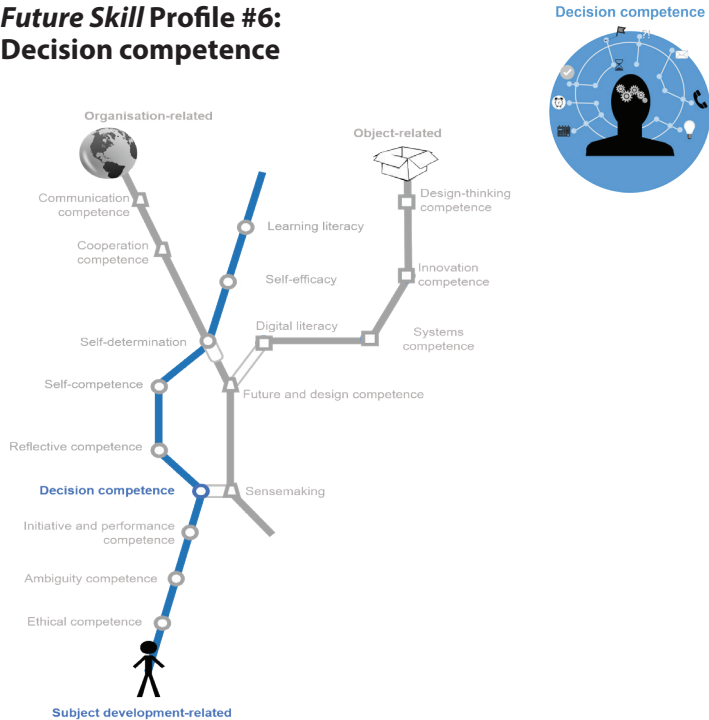 Future Skill Profile #6:
Decision competence
Decision competence
?!
Organisation-related
Object-related
Communication
competence
Design-thinking
competence
Learning literacy
Cooperation
competence
Self-efficacy
Innovation
competence
Digital literacy
Self-determination
Systems
competence
Self-competence
Future and design competence
Reflective competence
Decision competence
Sensemaking
Initiative and performance
competence
Ambiguity competence
Ethical competence
Subject development-related